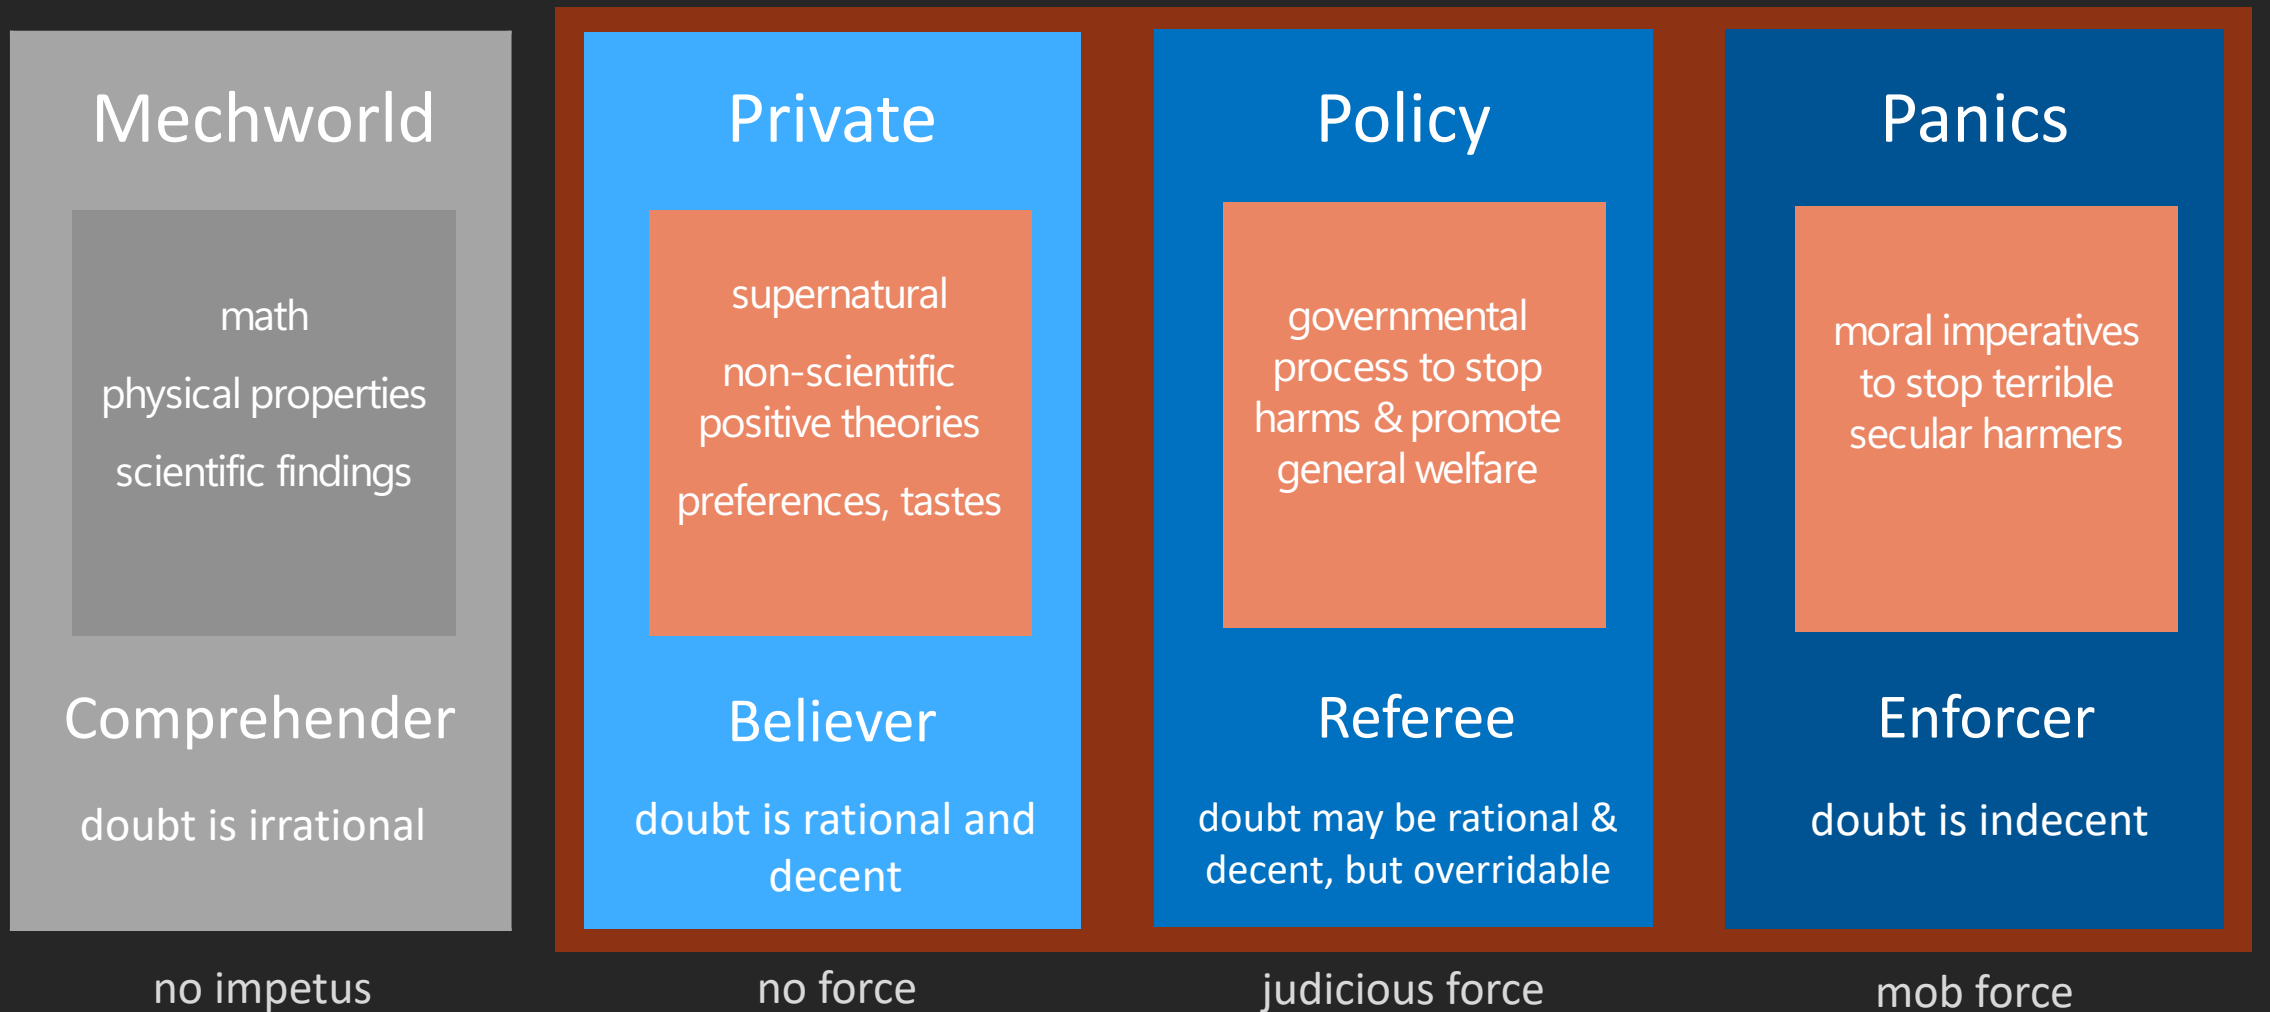 Mechworld
math
physical properties
scientific findings
Comprehender
doubt is irrational
no impetus
Private
supernatural
non-scientific
positive theories
preferences, tastes
Believer
doubt is rational and
decent
no force
Policy
governmental
process to stop
harms & promote
general welfare
Referee
doubt may be rational &
decent, but overridable
judicious force
Panics
moral imperatives
to stop terrible
secular harmers
Enforcer
doubt is indecent
mob force